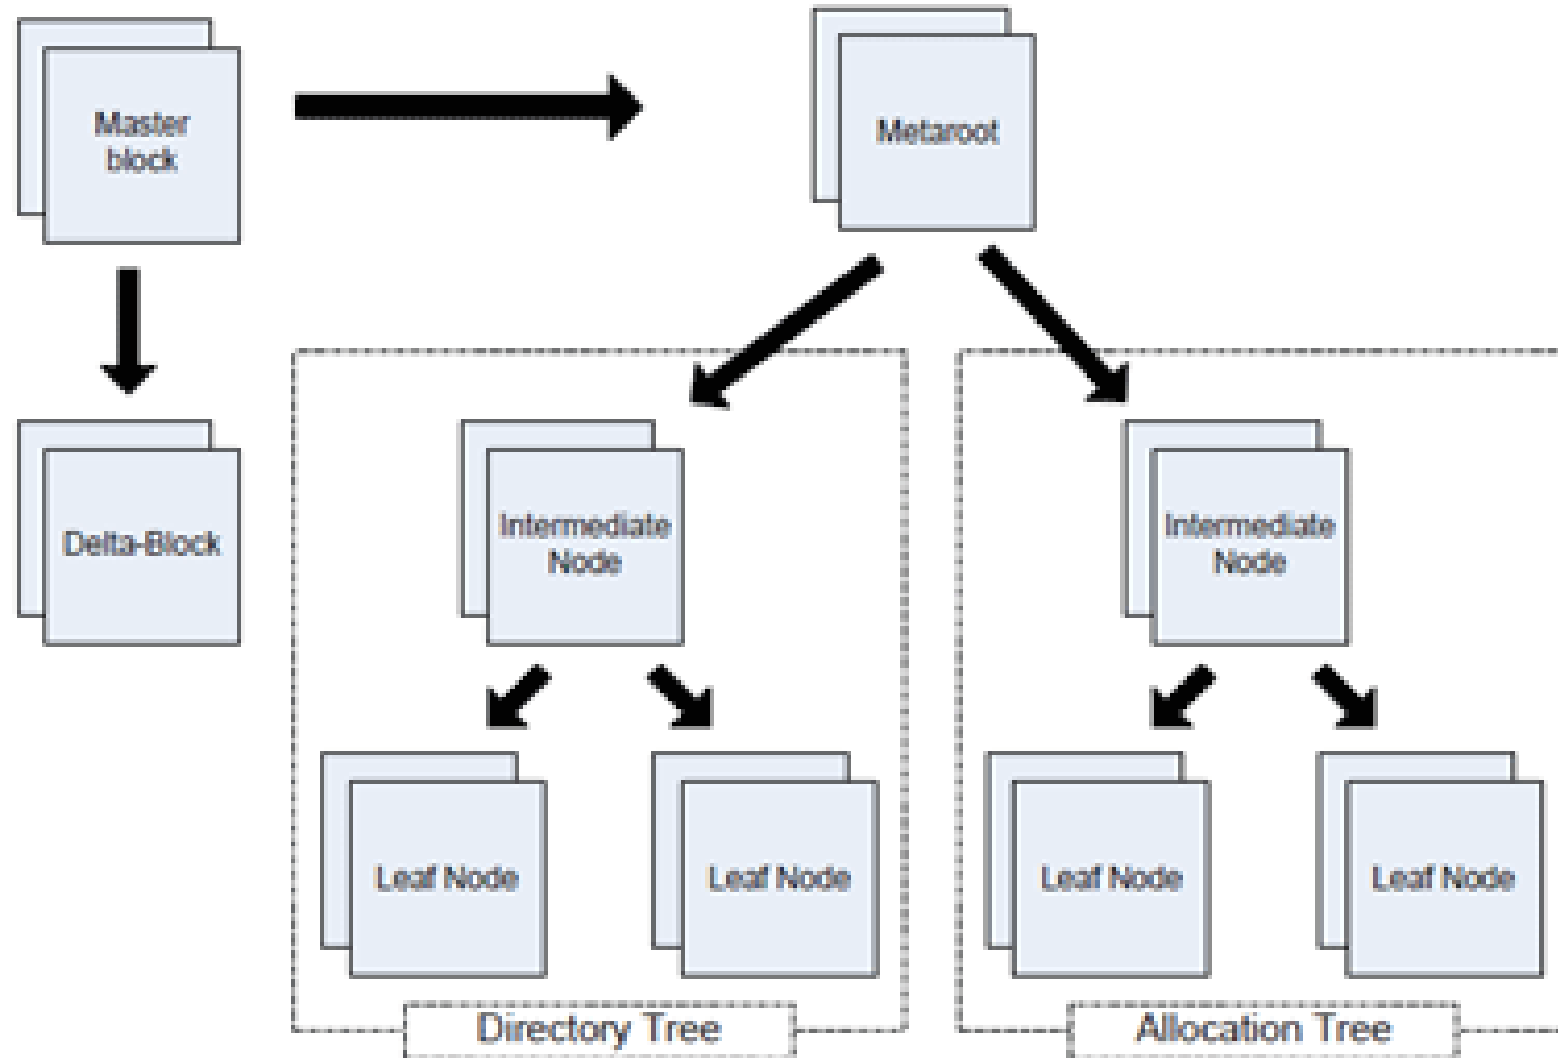 Master
block
Metaroot
Delta-Block
Intermediate
Node
Intermediate
Node
Leaf Node
Leaf Node
Leaf Node
Leaf Node
Directory Tree
Allocation Tree